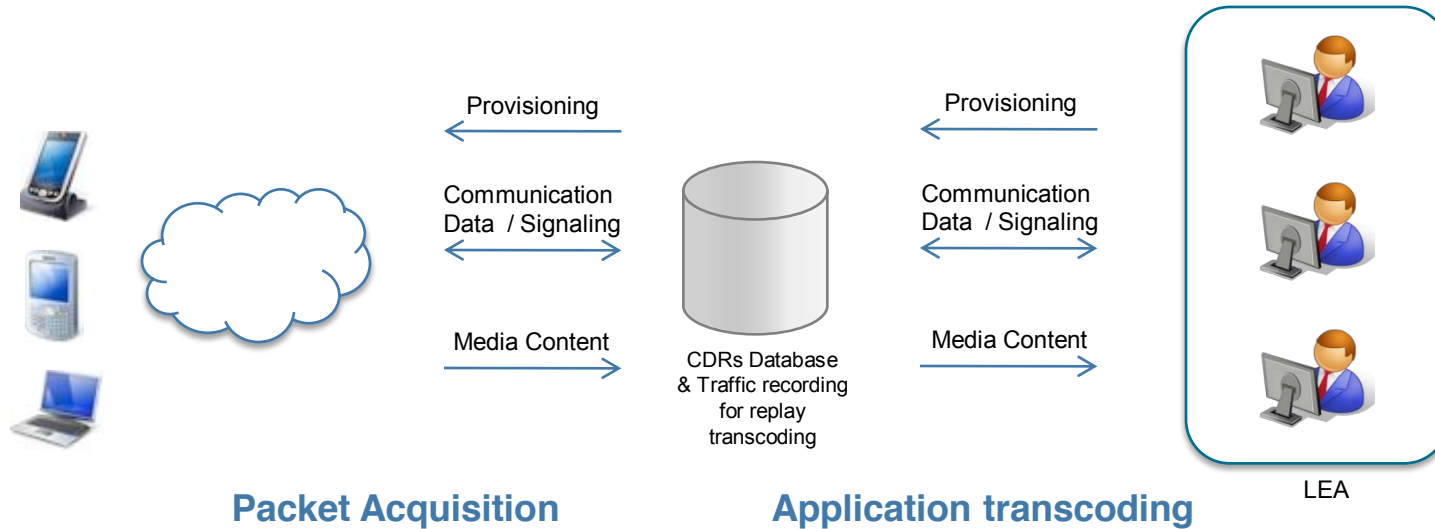 Provisioning
Communication
Data / Signaling
Media Content
CDRs Database
& Traffic recording
for replay
transcoding
Provisioning
Communication
Data / Signaling
Media Content
LEA
Packet Acquisition
Application transcoding